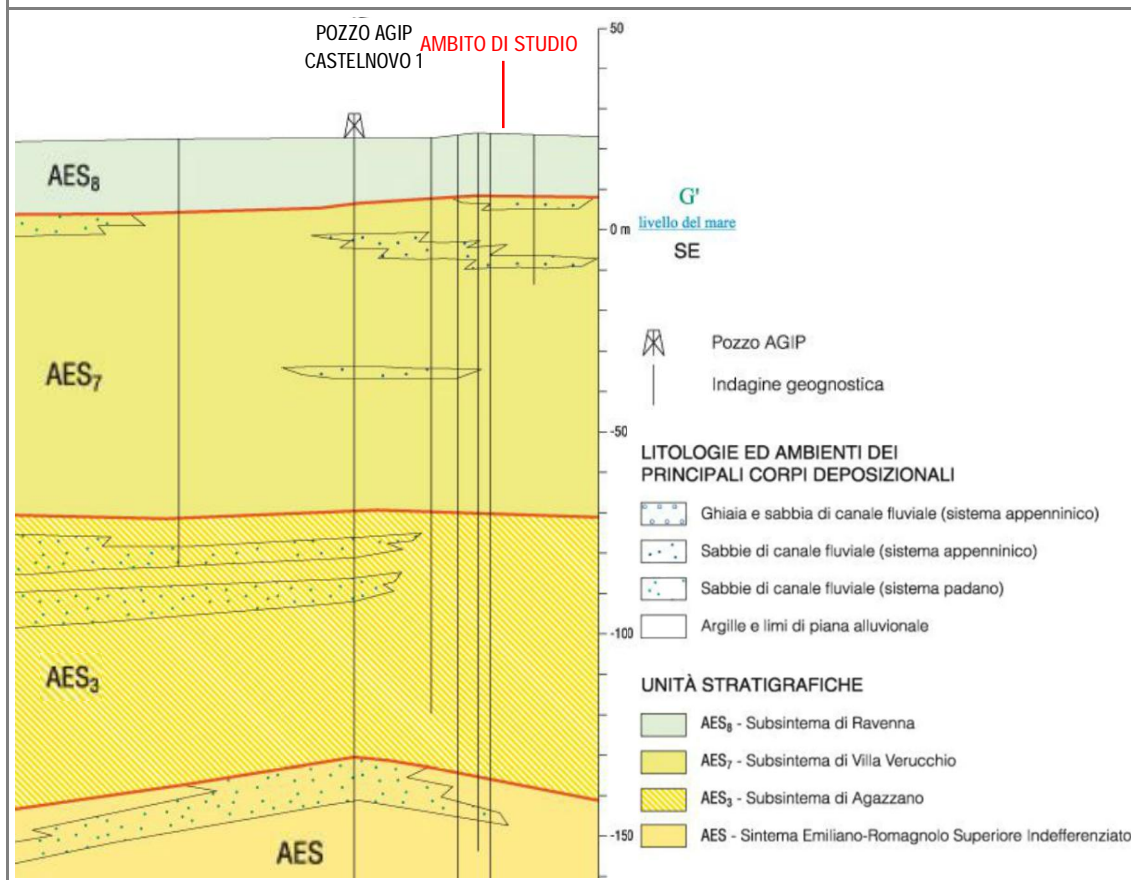 POZZO AGIP
CASTELNOVO 1
AMBITO DI STUDIO
50
AES8
G'
livello del mare
0 m
SE
AES7
-50
AES3
-100
-150
AES
Pozzo AGIP
Indagine geognostica
LITOLOGIE ED AMBIENTI DEI
PRINCIPALI CORPI DEPOSIZIONALI
Ghiaia e sabbia di canale fluviale (sistema appenninico)
Sabbie di canale fluviale (sistema appenninico)
Sabbie di canale fluviale (sistema padano)
Argille e limi di piana alluvionale
UNITÀ STRATIGRAFICHE
AES8 - Subsintema di Ravenna
AES7 - Subsintema di Villa Verucchio
AES3 - Subsintema di Agazzano
AES - Sintema Emiliano-Romagnolo Superiore Indefferenziato